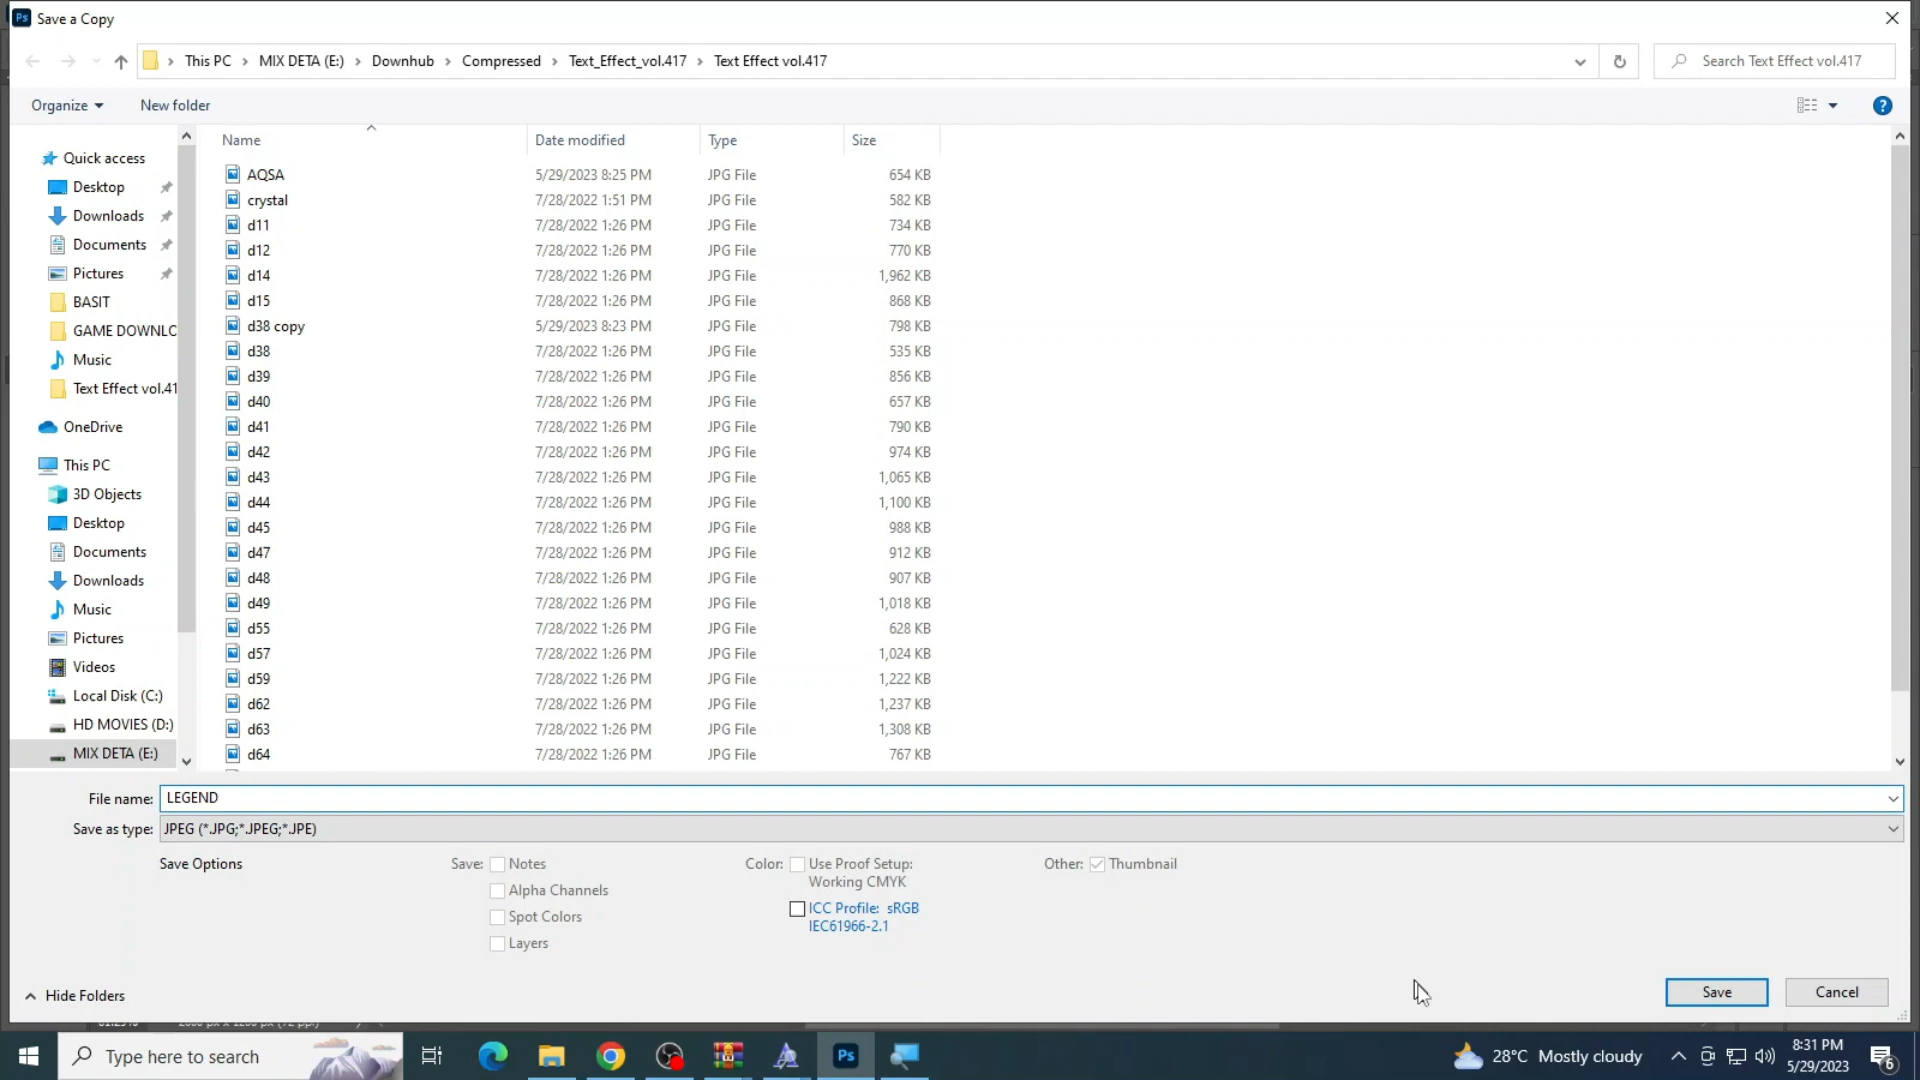 Ps Save a Copy
This PC MIX DETA (E:) Downhub Compressed Text_Effect_vol.417 Text Effect vol.417 Search Text Effect vol.417
Organize New folder ?
Name Date modified Type Size
AQSA 5/29/2023 8:25 PM JPG File 654 KB
crystal 7/28/2022 1:51 PM JPG File 582 KB
d11 7/28/2022 1:26 PM JPG File 734 KB
d12 7/28/2022 1:26 PM JPG File 770 KB
d14 7/28/2022 1:26 PM JPG File 1,962 KB
d15 7/28/2022 1:26 PM JPG File 868 KB
d38 copy 5/29/2023 8:23 PM JPG File 798 KB
d38 7/28/2022 1:26 PM JPG File 535 KB
d39 7/28/2022 1:26 PM JPG File 856 KB
d40 7/28/2022 1:26 PM JPG File 657 KB
d41 7/28/2022 1:26 PM JPG File 790 KB
d42 7/28/2022 1:26 PM JPG File 974 KB
d43 7/28/2022 1:26 PM JPG File 1,065 KB
d44 7/28/2022 1:26 PM JPG File 1,100 KB
d45 7/28/2022 1:26 PM JPG File 988 KB
d47 7/28/2022 1:26 PM JPG File 912 KB
d48 7/28/2022 1:26 PM JPG File 907 KB
d49 7/28/2022 1:26 PM JPG File 1,018 KB
d55 7/28/2022 1:26 PM JPG File 628 KB
d57 7/28/2022 1:26 PM JPG File 1,024 KB
d59 7/28/2022 1:26 PM JPG File 1,222 KB
d62 7/28/2022 1:26 PM JPG File 1,237 KB
d63 7/28/2022 1:26 PM JPG File 1,308 KB
d64 7/28/2022 1:26 PM JPG File 767 KB
Quick access
Desktop
Downloads
Documents
Pictures
BASIT
GAME DOWNLC
Music
Text Effect vol.41
OneDrive
This PC
3D Objects
Desktop
Documents
Downloads
Music
Pictures
Videos
Local Disk (C:)
HD MOVIES (D:)
MIX DETA (E:)
File name: LEGEND
Save as type: JPEG (*.JPG;*.JPEG;*.JPE)
Save Options Save: Notes Color: Use Proof Setup: Other: Thumbnail
Working CMYK
Alpha Channels
ICC Profile: sRGB
Spot Colors
IEC61966-2.1
Layers
Hide Folders Save Cancel
Type here to search Ps 28°C Mostly cloudy 8:31 PM
5/29/2023 6